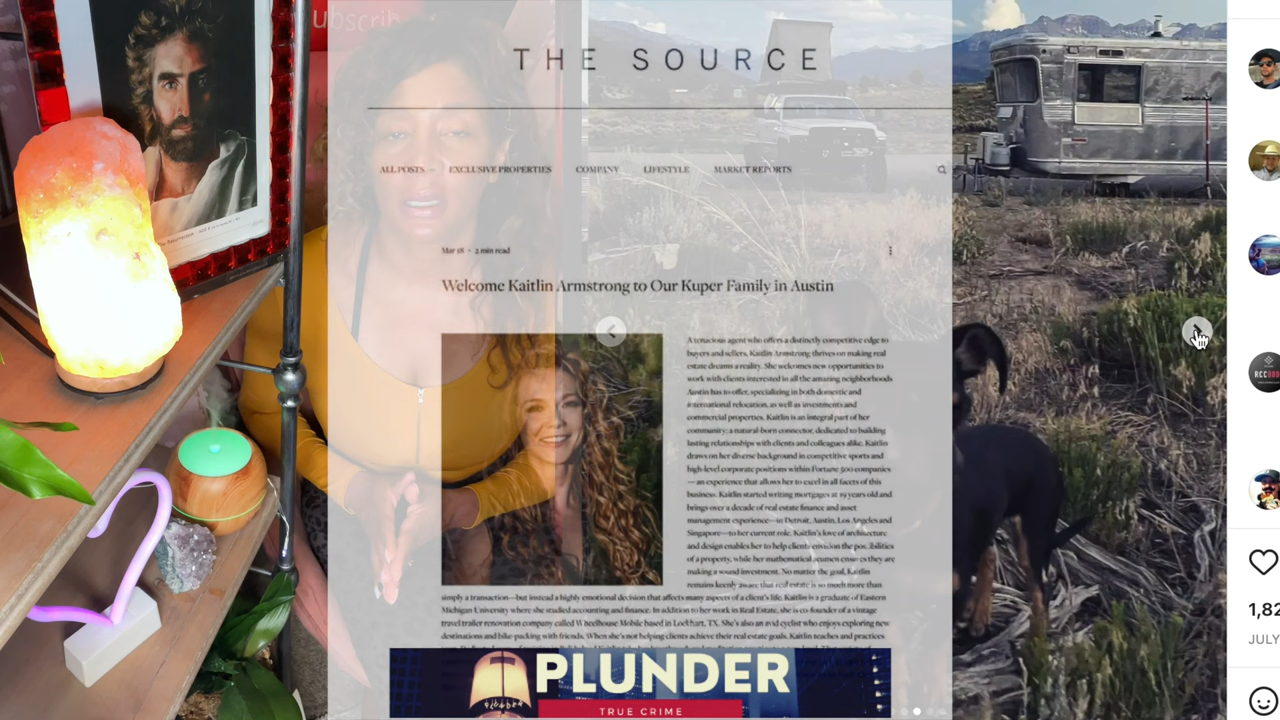 ubscrib
THE SOURCE
ALL POSTS
EXCLUSIVE PROPERTIES
COMPANY
LIFESTYLE
MARKET REPORTS
Mar 18 • 2 min read
Welcome Kaitlin Armstrong to Our Kuper Family in Austin
A tenacious agent who offers a distinctly competitive edge to
buyers and sellers, Kaitlin Armstrong thrives on making real
estate dreams a reality. She welcomes new opportunities to
work with clients interested in all the amazing neighborhoods
Austin has to offer, specializing in both domestic and
international relocation, as well as investments and
commercial properties. Kaitlin is an integral part of her
community: a natural-born connector, dedicated to building
lasting relationships with clients and colleagues alike. Kaitlin
draws on her diverse background in competitive sports and
high-level corporate positions within Fortune 500 companies
—an experience that allows her to excel in all facets of this
business. Kaitlin started writing mortgages at 19 years old and
brings over a decade of real estate finance and asset
management experience—in Detroit, Austin, Los Angeles and
Singapore—to her current role. Kaitlin's love of architecture
and design enables her to help clients envision the possibilities
of a property, while her mathematical acumen ensures they are
making a sound investment. No matter the goal, Kaitlin
remains keenly aware that real estate is so much more than
simply a transaction—but instead a highly emotional decision that affects many aspects of a client's life. Kaitlin is a graduate of Eastern
Michigan University where she studied accounting and finance. In addition to her work in Real Estate, she is co-founder of a vintage
travel trailer renovation company called Wheelhouse Mobile based in Lockhart, TX. She's also an avid cyclist who enjoys exploring new
destinations and bike-packing with friends. When she's not helping clients achieve their real estate goals, Kaitlin teaches and practices
PLUNDER
TRUE CRIME
RCC
1,82
JULY